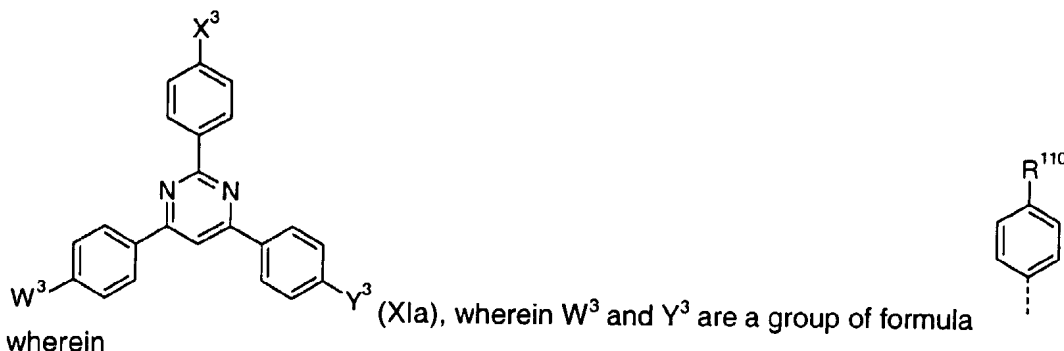 X³
R¹¹⁰
N N
W³ Y³ (XIa), wherein W³ and Y³ are a group of formula
wherein